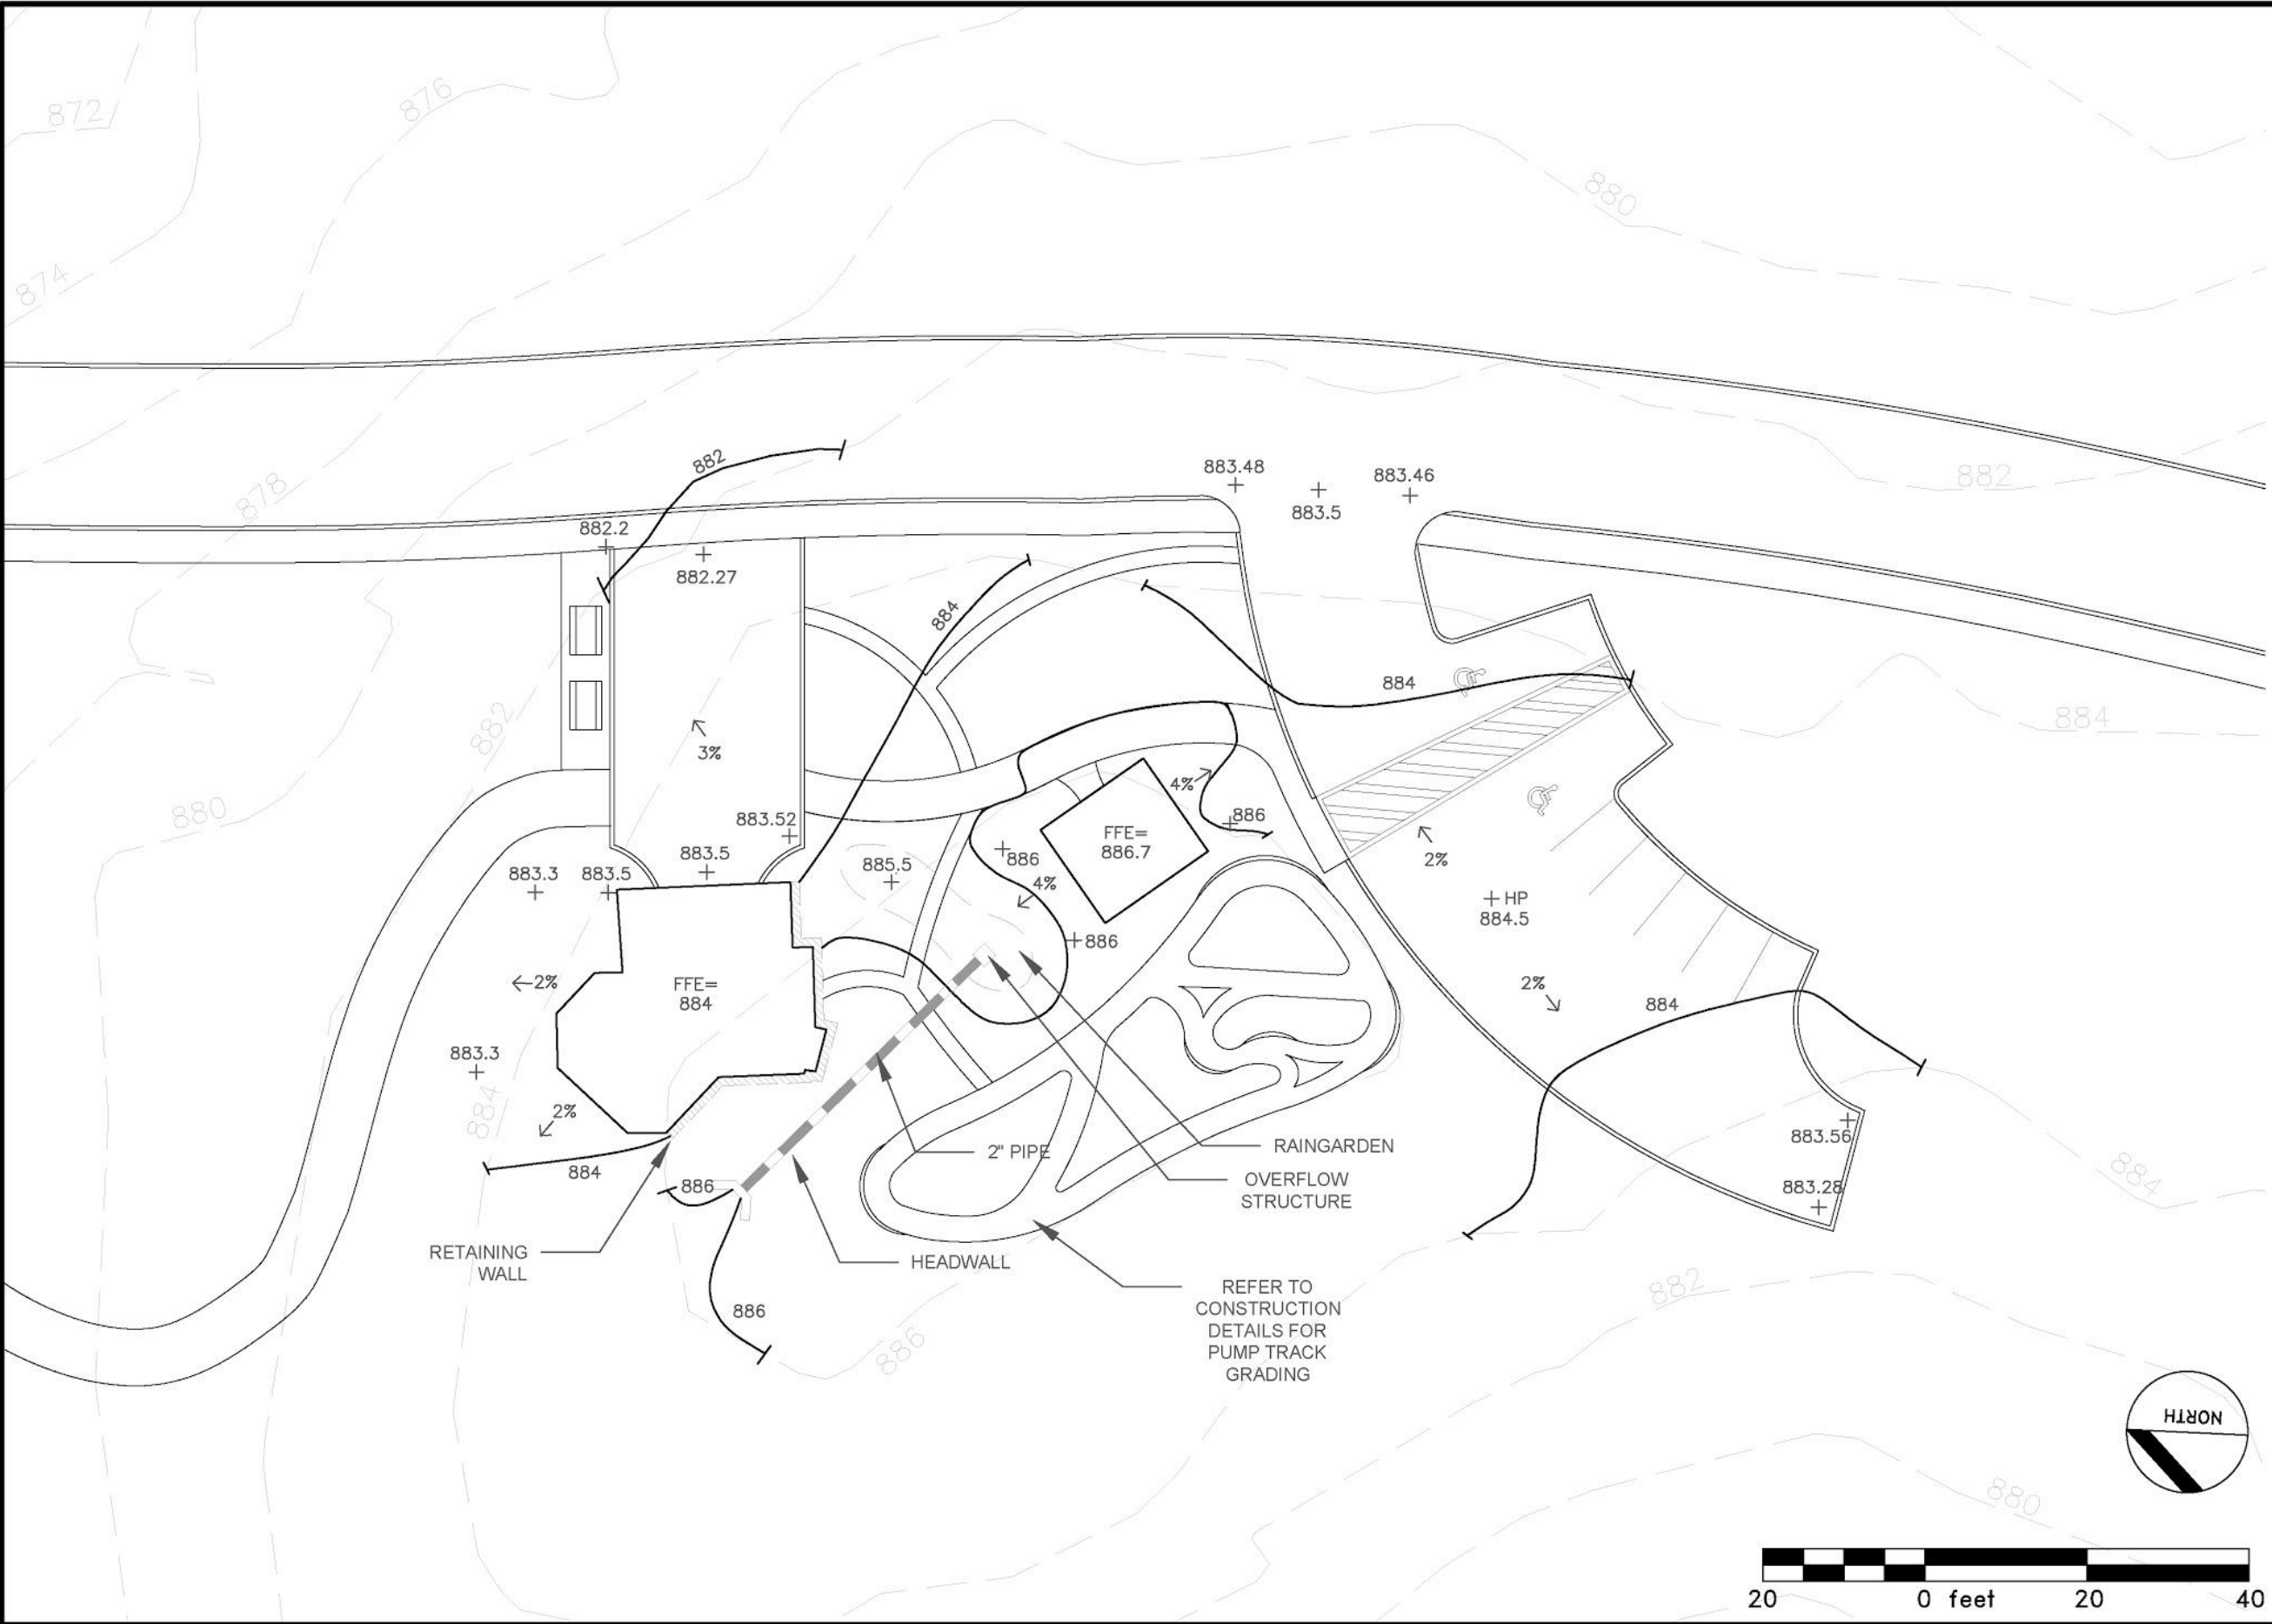 872
876
880
874
882
883.48
883.46
883.5
882
878
882.2
882.27
884
884
882
884
3%
4%
880
883.52
886
FFE=
886.7
883.5
886
2%
883.3
883.5
885.5
4%
HP
884.5
886
2%
FFE=
884
2%
884
883.3
884
2%
883.56
RAINGARDEN
2" PIPE
884
884
OVERFLOW
STRUCTURE
886
883.28
RETAINING
WALL
HEADWALL
886
886
REFER TO
CONSTRUCTION
DETAILS FOR
PUMP TRACK
GRADING
882
NORTH
880
20 0 feet 20 40